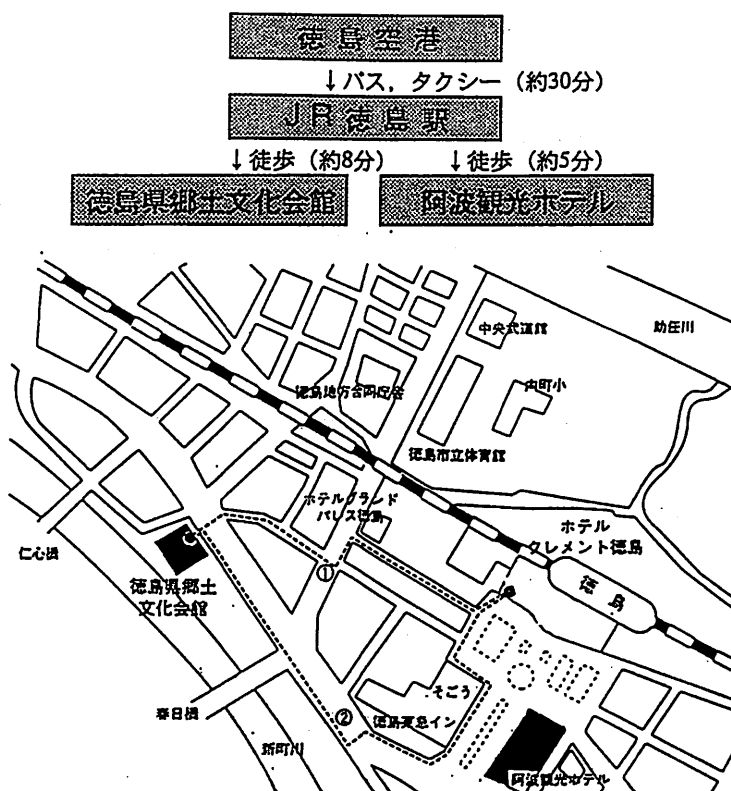 徳島空港
↓バス，タクシー（約30分）
JR徳島駅
↓徒歩（約8分）
↓徒歩（約5分）
徳島県郷土文化会館
阿波観光ホテル
中央武道館
助任川
徳島地方合同庁舎
内町小
徳島市立体育館
ホテルグランド
パレス徳島
ホテル
クレメント徳島
仁心橋
①
徳島県郷土
文化会館
徳島
そごう
春日橋
②
徳島東急イン
新町川
阿波観光ホテル